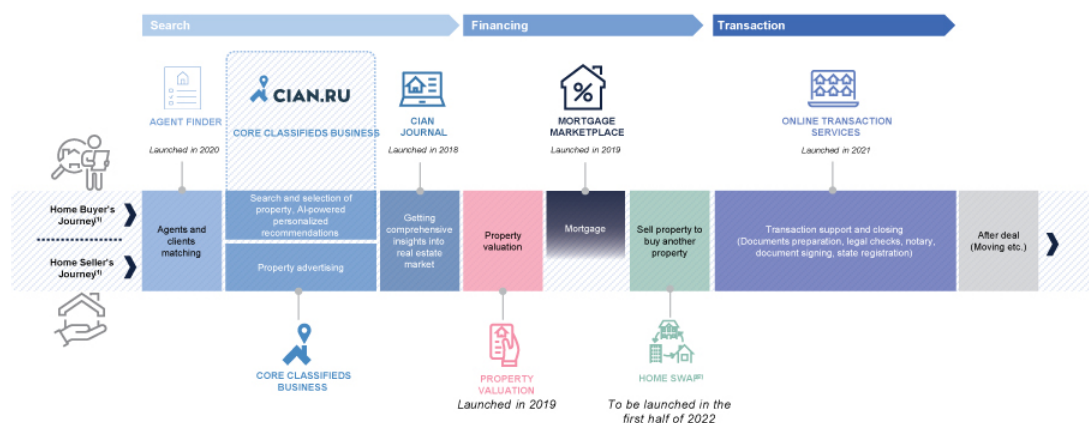 Search
Financing
Transaction
AGENT FINDER
Launched in 2020
CIAN.RU
CORE CLASSIFIEDS BUSINESS
CIAN
JOURNAL
Launched in 2018
MORTGAGE
MARKETPLACE
Launched in 2019
ONLINE TRANSACTION
SERVICES
Launched in 2021
Home Buyer's
Journey(1)
Home Seller's
Journey(1)
Agents and
clients
matching
Search and selection of
property, AI-powered
personalized
recommendations
Property advertising
Getting
comprehensive
insights into
real estate
market
Property
valuation
Mortgage
Sell property to
buy another
property
Transaction support and closing
(Documents preparation, legal checks, notary,
document signing, state registration)
After deal
(Moving etc.)
CORE CLASSIFIEDS
BUSINESS
PROPERTY
VALUATION
Launched in 2019
HOME SWAP
To be launched in the
first half of 2022